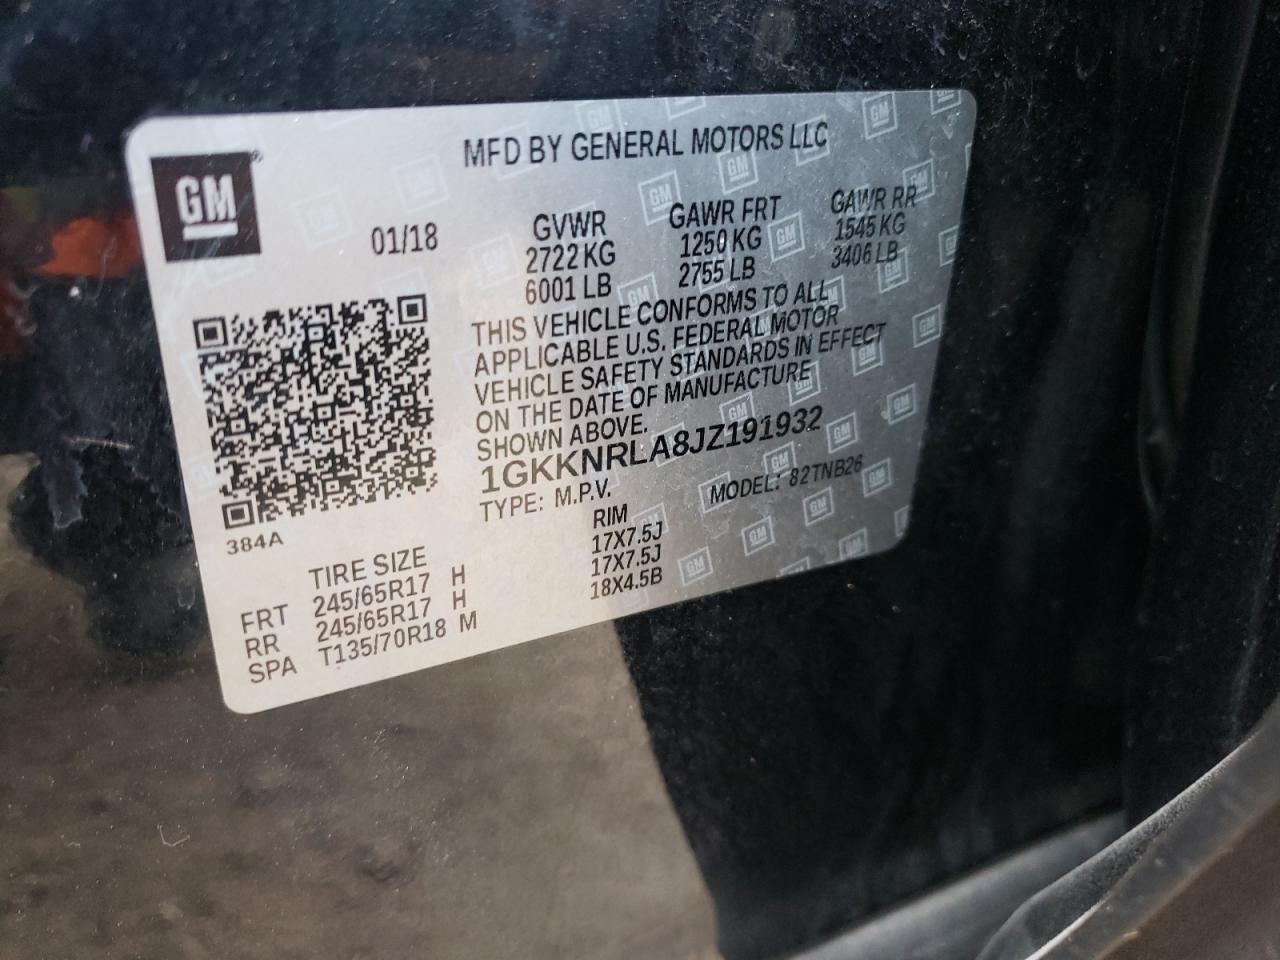 MFD BY GENERAL MOTORS LLC
GM
01/18
GVWR GAWR FRT GAWR RR
2722 KG 1250 KG 1545 KG
6001 LB 2755 LB 3406 LB
THIS VEHICLE CONFORMS TO ALL
APPLICABLE U.S. FEDERAL MOTOR
VEHICLE SAFETY STANDARDS IN EFFECT
ON THE DATE OF MANUFACTURE
SHOWN ABOVE.
1GKKNRLA8JZ191932
TYPE: M.P.V. MODEL: 82TNB26
384A
TIRE SIZE RIM
FRT 245/65R17 H 17X7.5J
RR 245/65R17 H 17X7.5J
SPA T135/70R18 M 18X4.5B